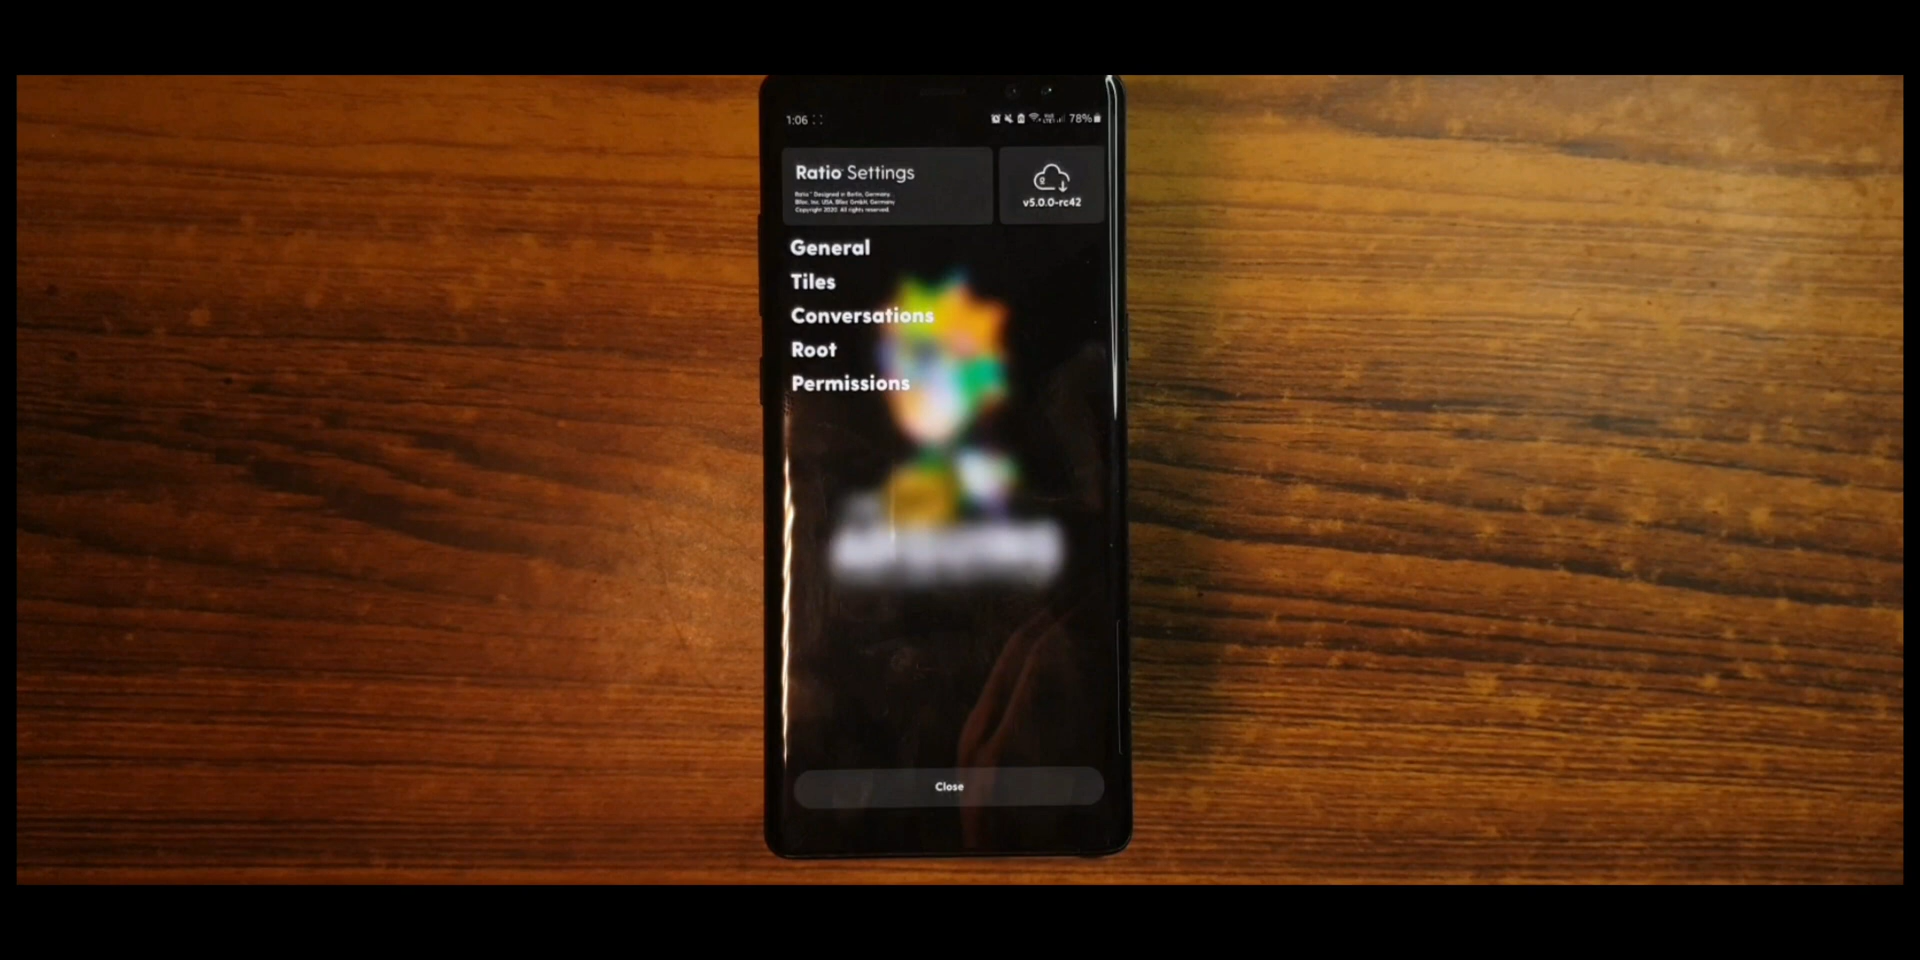 1:06
78%
Ratio Settings
Ratio™ Designed in Berlin, Germany
Blloc, Inc. USA, Blloc GmbH, Germany
Copyright 2020. All rights reserved.
v5.0.0-rc42
General
Tiles
Conversations
Root
Permissions
Close